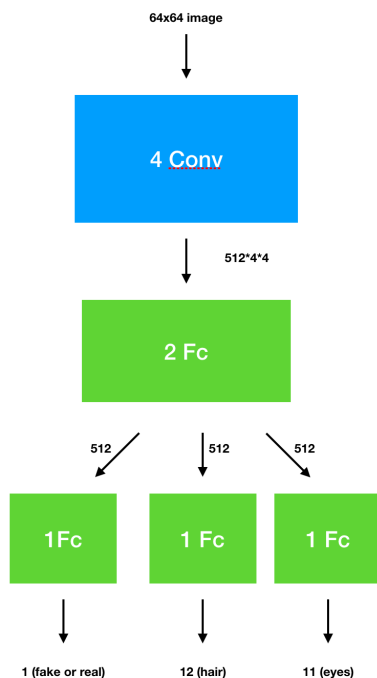 64x64 image
4 Conv
512*4*4
2 Fc
512
512
512
1Fc
1 Fc
1 Fc
1 (fake or real)
12 (hair)
11 (eyes)